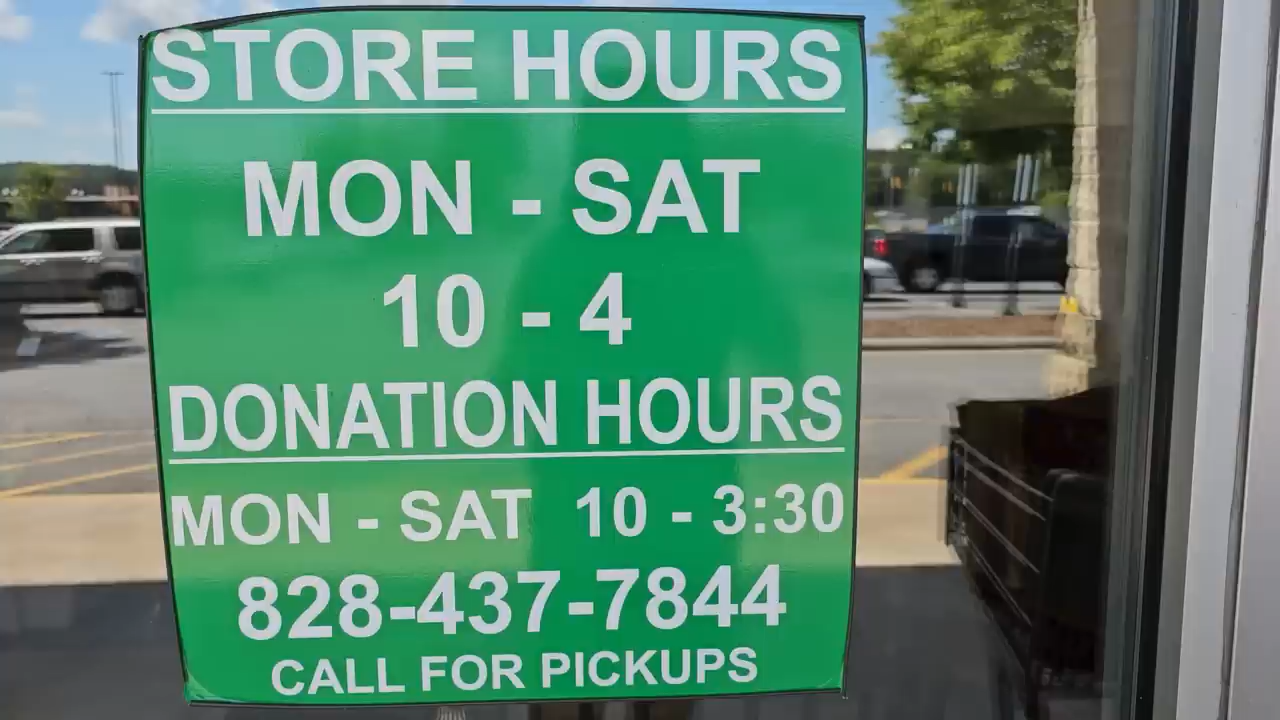 STORE HOURS
MON - SAT
10 - 4
DONATION HOURS
MON - SAT 10 - 3:30
828-437-7844
CALL FOR PICKUPS